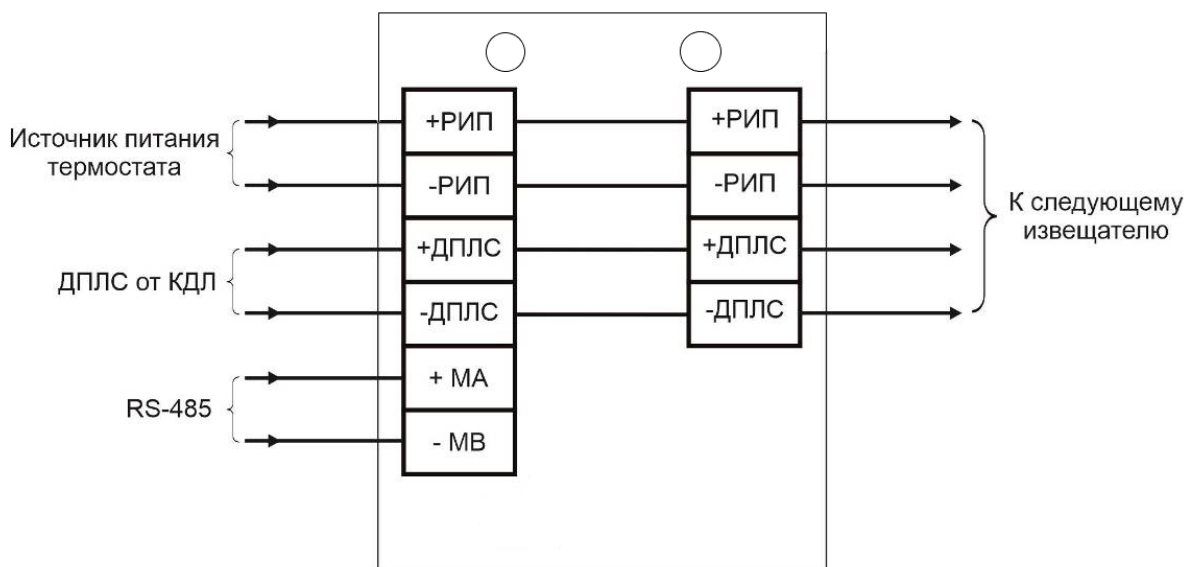 Источник питания
термостата
ДПЛС от КДЛ
RS-485
+РИП
-РИП
+ДПЛС
-ДПЛС
+ МА
- МВ
+РИП
-РИП
+ДПЛС
-ДПЛС
К следующему
извещателю